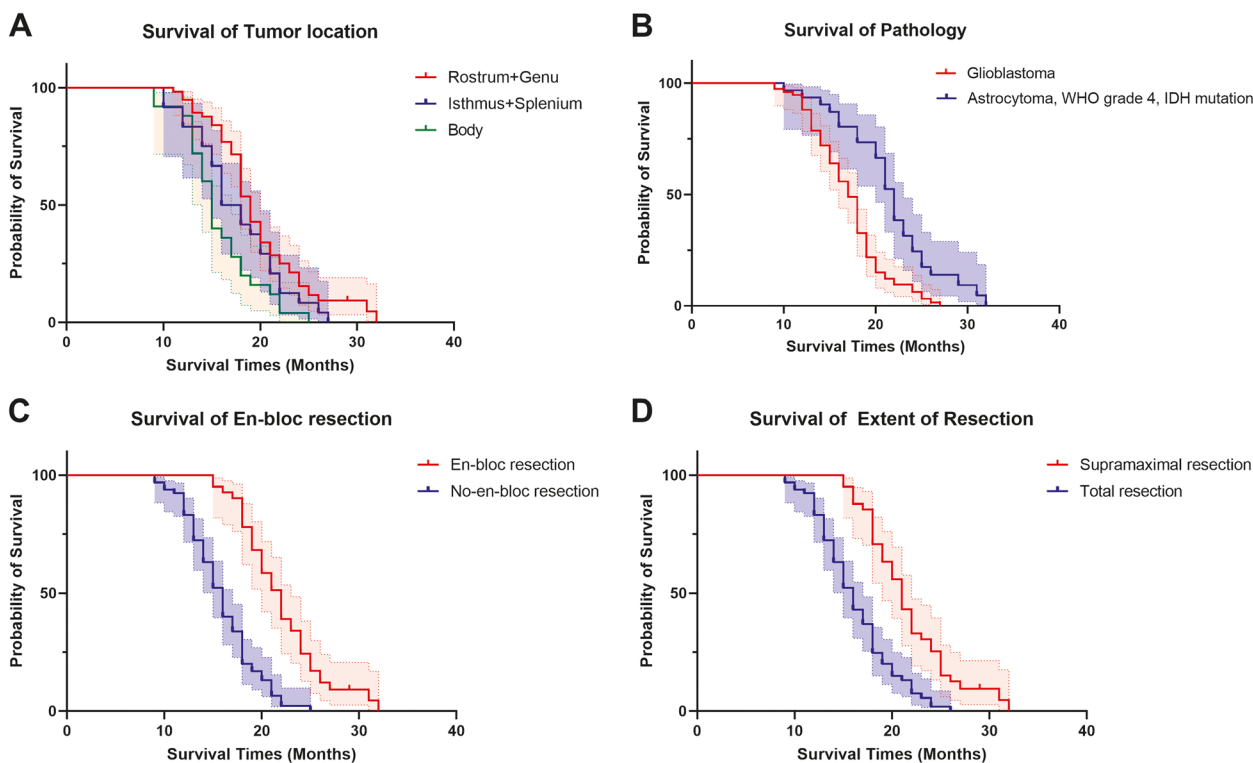 A
Survival of Tumor location
Probability of Survival
100
50
0
0 10 20 30 40
Survival Times (Months)
Rostrum+Genu
Isthmus+Splenium
Body
B
Survival of Pathology
Probability of Survival
100
50
0
0 10 20 30 40
Survival Times (Months)
Glioblastoma
Astrocytoma, WHO grade 4, IDH mutation
C
Survival of En-bloc resection
Probability of Survival
100
50
0
0 10 20 30 40
Survival Times (Months)
En-bloc resection
No-en-bloc resection
D
Survival of Extent of Resection
Probability of Survival
100
50
0
0 10 20 30 40
Survival Times (Months)
Supramaximal resection
Total resection